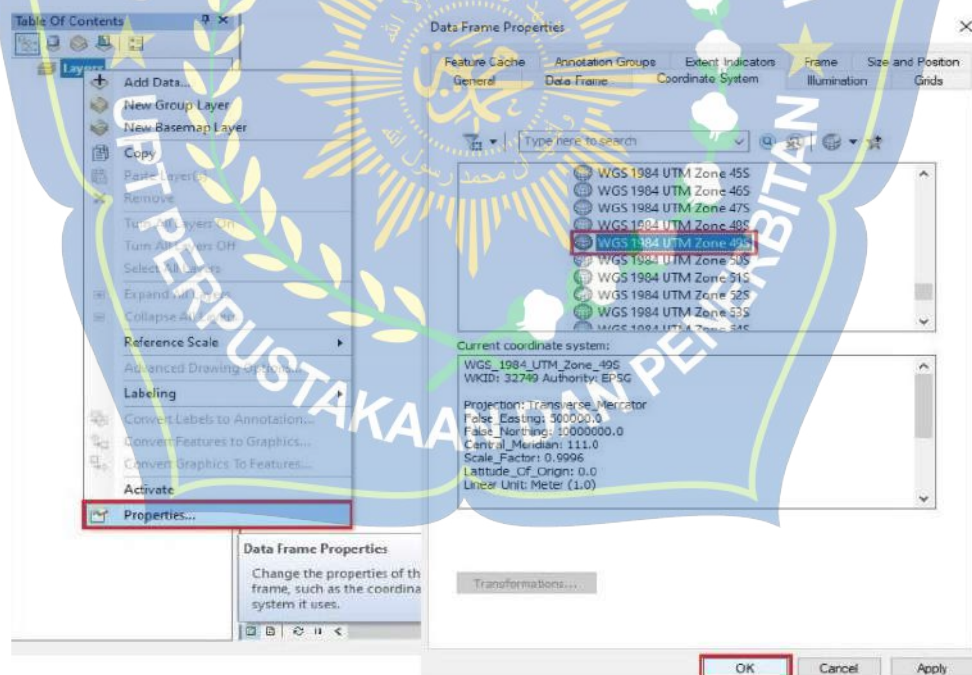 Table Of Contents
Layers
Add Data...
New Group Layer
New Basemap Layer
Copy
Paste Layer(s)
Remove
Turn All Layers On
Turn All Layers Off
Select All Layers
Expand All Layers
Collapse All Layers
Reference Scale
Advanced Drawing Options...
Labeling
Convert Labels to Annotation...
Convert Features to Graphics...
Convert Graphics To Features...
Activate
Properties...
Data Frame Properties
Change the properties of th
frame, such as the coordina
system it uses.
Data Frame Properties
Feature Cache Annotation Groups Extent Indicators Frame Size and Position
General Data Frame Coordinate System Illumination Grids
Type here to search
WGS 1984 UTM Zone 45S
WGS 1984 UTM Zone 46S
WGS 1984 UTM Zone 47S
WGS 1984 UTM Zone 48S
WGS 1984 UTM Zone 49S
WGS 1984 UTM Zone 50S
WGS 1984 UTM Zone 51S
WGS 1984 UTM Zone 52S
WGS 1984 UTM Zone 53S
WGS 1984 UTM Zone 54S
Current coordinate system:
WGS_1984_UTM_Zone_49S
WKID: 32749 Authority: EPSG
Projection: Transverse_Mercator
False_Easting: 500000.0
False_Northing: 10000000.0
Central_Meridian: 111.0
Scale_Factor: 0.9996
Latitude_Of_Origin: 0.0
Linear Unit: Meter (1.0)
Transformations...
OK Cancel Apply
UPT PERPUSTAKAAN DAN PENERBITAN